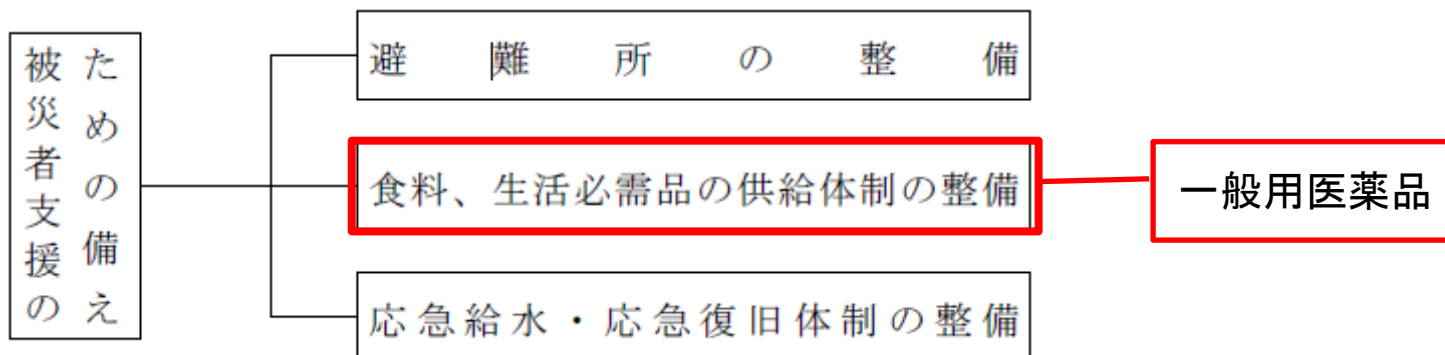 被災者支援の
ための備え
避難所の整備
食料、生活必需品の供給体制の整備
一般用医薬品
応急給水・応急復旧体制の整備